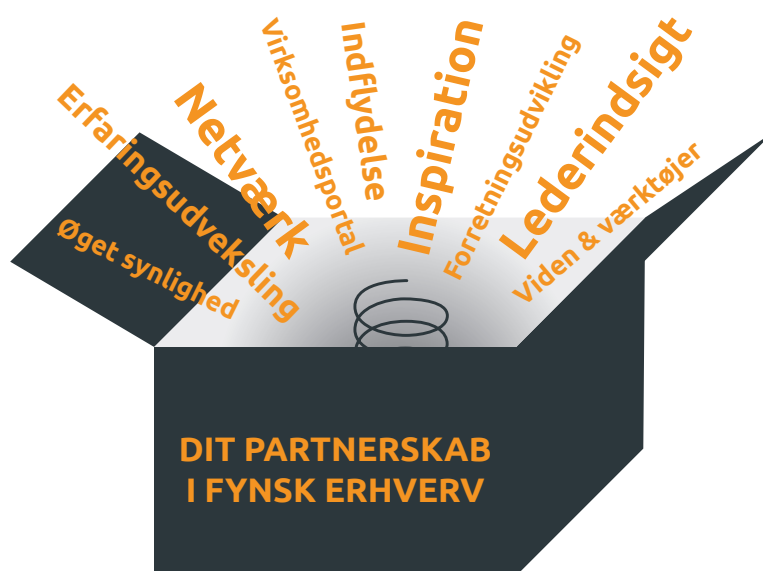 Øget synlighed
Erfaringsudveksling
Netværk
Virksomhedsportal
Indflydelse
Inspiration
Forretningsudvikling
Lederindsigt
Viden & værktøjer
DIT PARTNERSKAB
I FYNSK ERHVERV